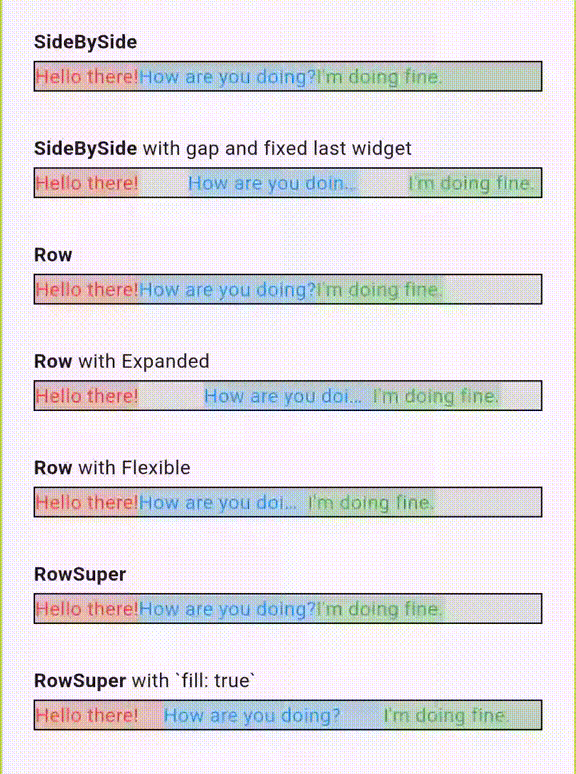 SideBySide
Hello there!How are you doing?I'm doing fine.
SideBySide with gap and fixed last widget
Hello there! How are you doin... I'm doing fine.
Row
Hello there!How are you doing?I'm doing fine.
Row with Expanded
Hello there! How are you doi... I'm doing fine.
Row with Flexible
Hello there!How are you doi... I'm doing fine.
RowSuper
Hello there!How are you doing?I'm doing fine.
RowSuper with `fill: true`
Hello there! How are you doing? I'm doing fine.